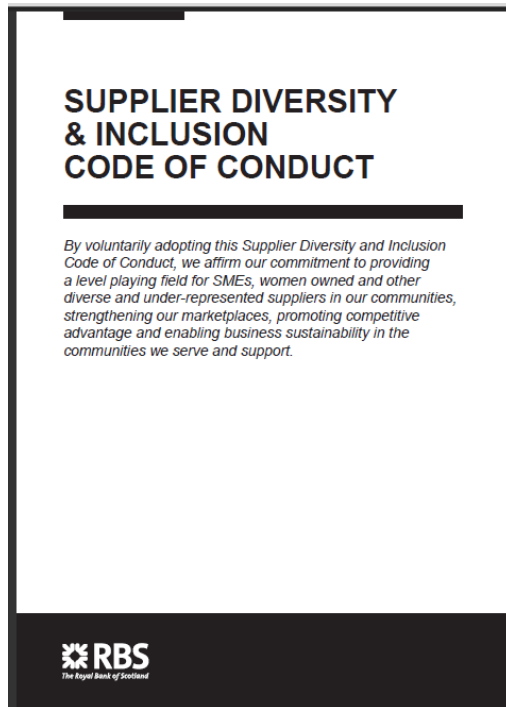 SUPPLIER DIVERSITY
& INCLUSION
CODE OF CONDUCT
By voluntarily adopting this Supplier Diversity and Inclusion
Code of Conduct, we affirm our commitment to providing
a level playing field for SMEs, women owned and other
diverse and under-represented suppliers in our communities,
strengthening our marketplaces, promoting competitive
advantage and enabling business sustainability in the
communities we serve and support.
RBS
The Royal Bank of Scotland